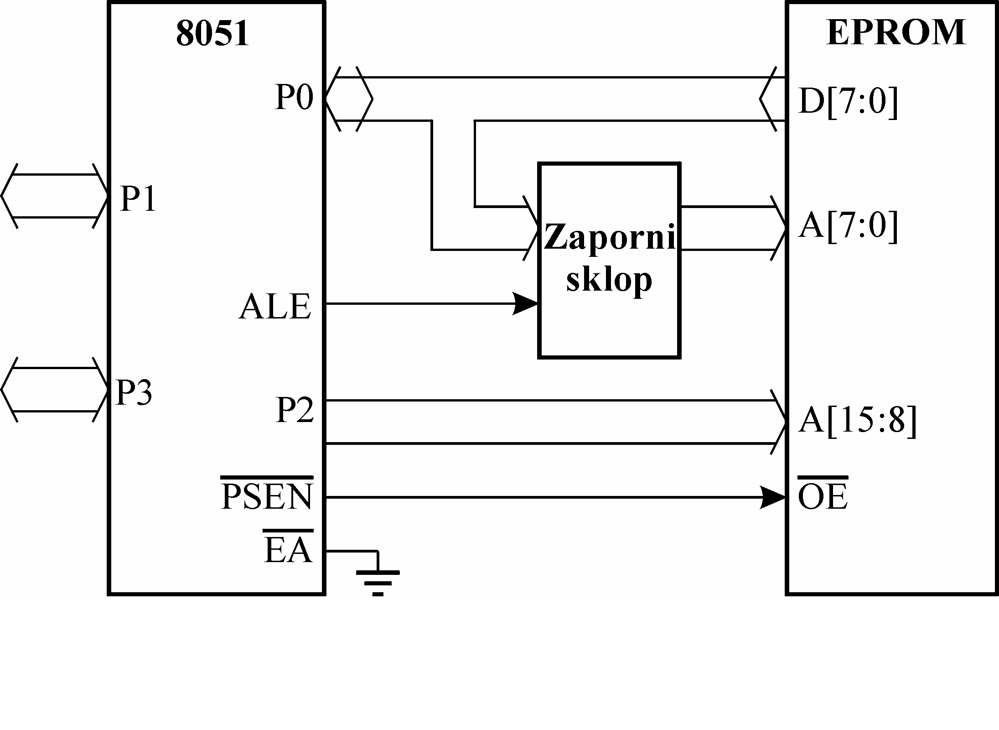 8051
EPROM
P0
D[7:0]
P1
A[7:0]
Zaporni
sklop
ALE
P3
P2
A[15:8]
PSEN
OE
EA